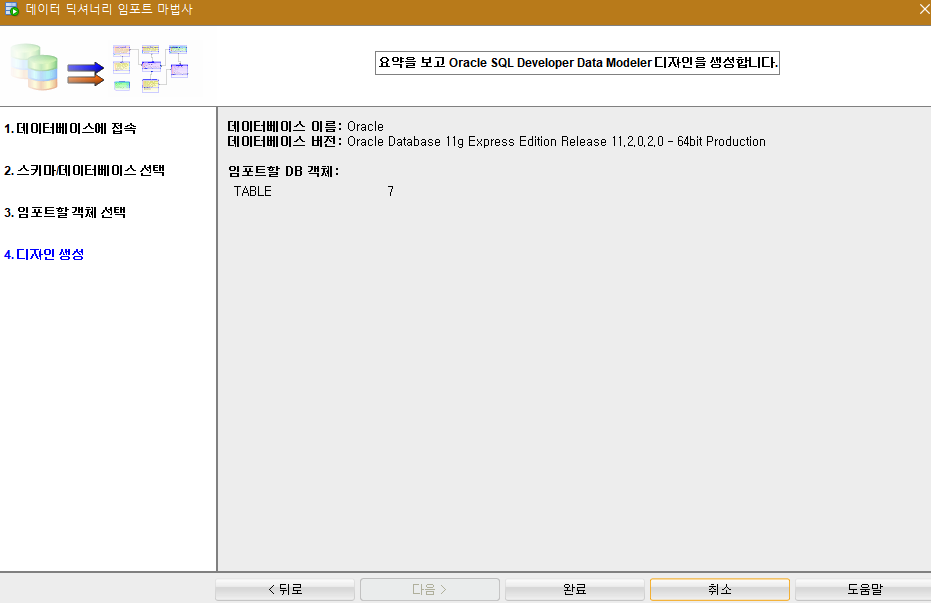 데이터 딕셔너리 임포트 마법사
요약을 보고 Oracle SQL Developer Data Modeler 디자인을 생성합니다.
1. 데이터베이스에 접속
2. 스키마/데이터베이스 선택
3. 임포트할 객체 선택
4. 디자인 생성
데이터베이스 이름: Oracle
데이터베이스 버전: Oracle Database 11g Express Edition Release 11.2.0.2.0 - 64bit Production
임포트할 DB 객체:
TABLE 7
< 뒤로
다음 >
완료
취소
도움말